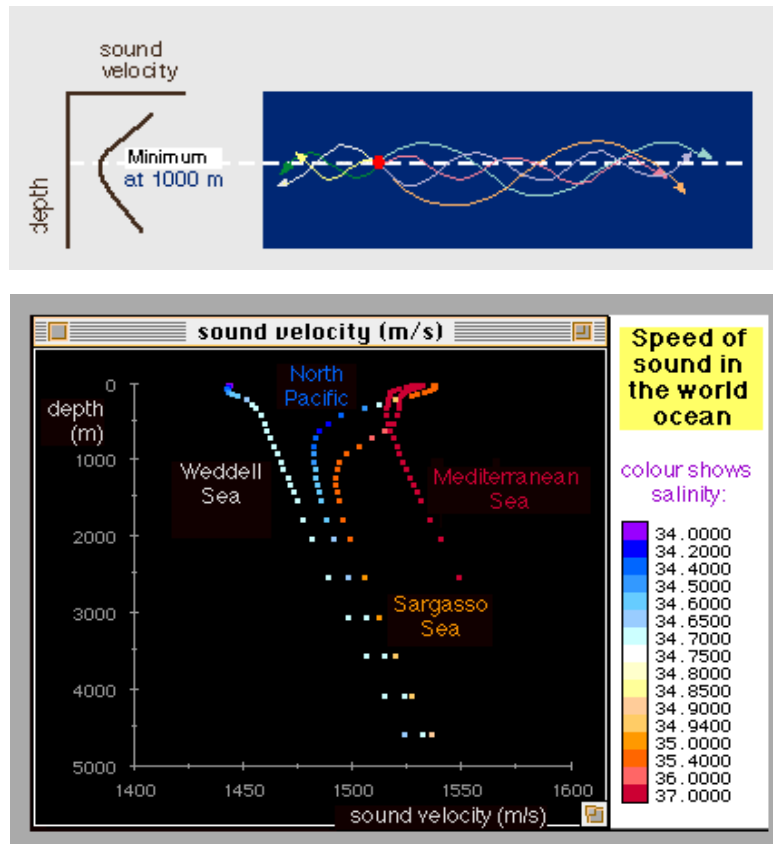 sound
velocity
depth
Minimum
at 1000 m
sound velocity (m/s)
Speed of
sound in
the world
ocean
North
Pacific
0
depth
(m)
1000
Weddell
Sea
Mediterranean
Sea
colour shows
salinity:
2000
3000
Sargasso
Sea
4000
5000
1400
1450
1500
1550
1600
sound velocity (m/s)
34.0000
34.2000
34.4000
34.5000
34.6000
34.6500
34.7000
34.7500
34.8000
34.8500
34.9000
34.9400
35.0000
35.4000
36.0000
37.0000